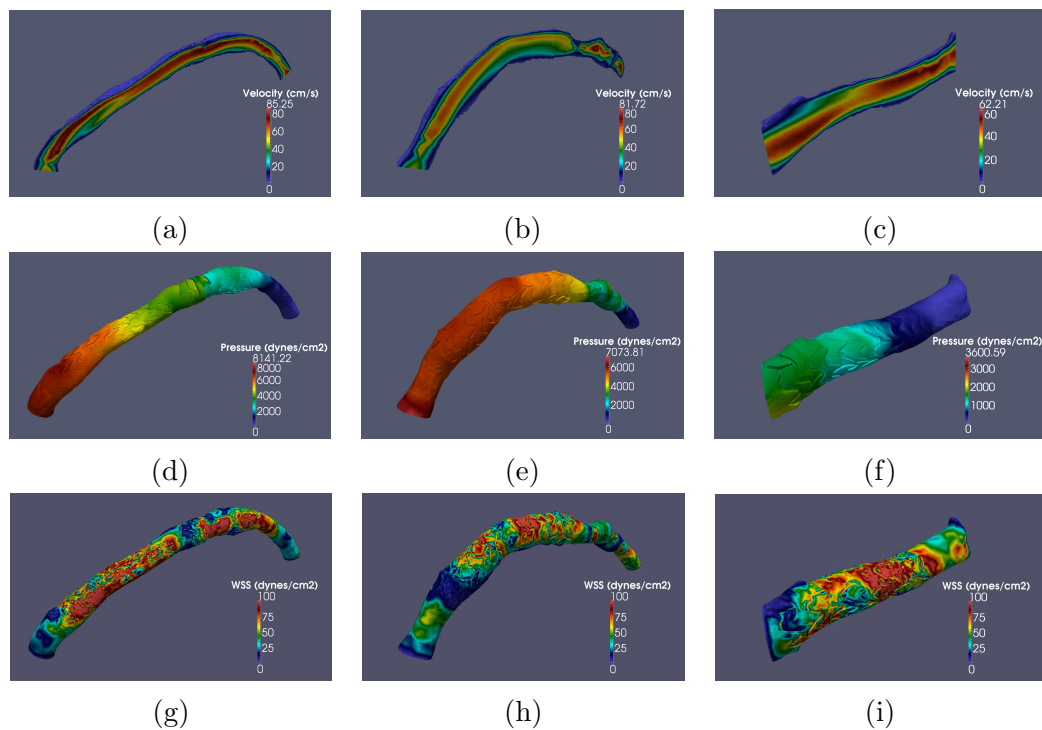 Velocity (cm/s)
85.25
80
60
40
20
0
(a)
Velocity (cm/s)
81.72
80
60
40
20
0
(b)
Velocity (cm/s)
62.21
60
40
20
0
(c)
Pressure (dynes/cm2)
8141.22
8000
6000
4000
2000
0
(d)
Pressure (dynes/cm2)
7073.81
6000
4000
2000
0
(e)
Pressure (dynes/cm2)
3600.59
3000
2000
1000
0
(f)
WSS (dynes/cm2)
100
75
50
25
0
(g)
WSS (dynes/cm2)
100
75
50
25
0
(h)
WSS (dynes/cm2)
100
75
50
25
0
(i)